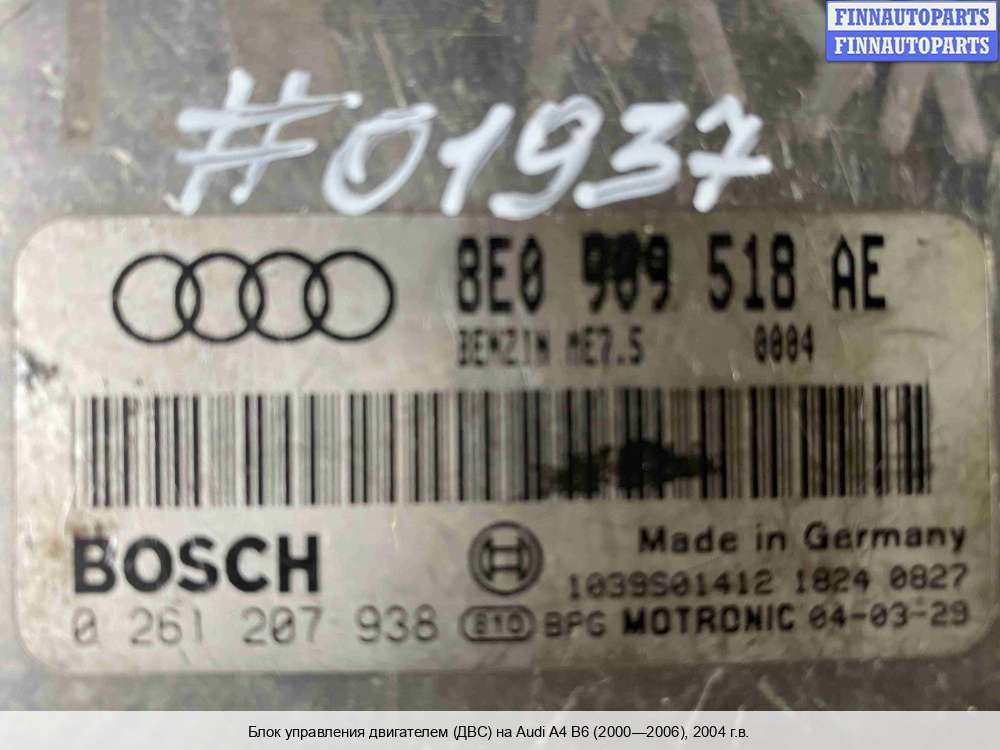 FINNAUTOPARTS
FINNAUTOPARTS
#01937
8E0 909 518 AE
BENZIN ME7.5 0004
BOSCH
Made in Germany
1039S01412 1824 0827
0 261 207 938 e10 BPG MOTRONIC 04-03-29
Блок управления двигателем (ДВС) на Audi A4 B6 (2000—2006), 2004 г.в.